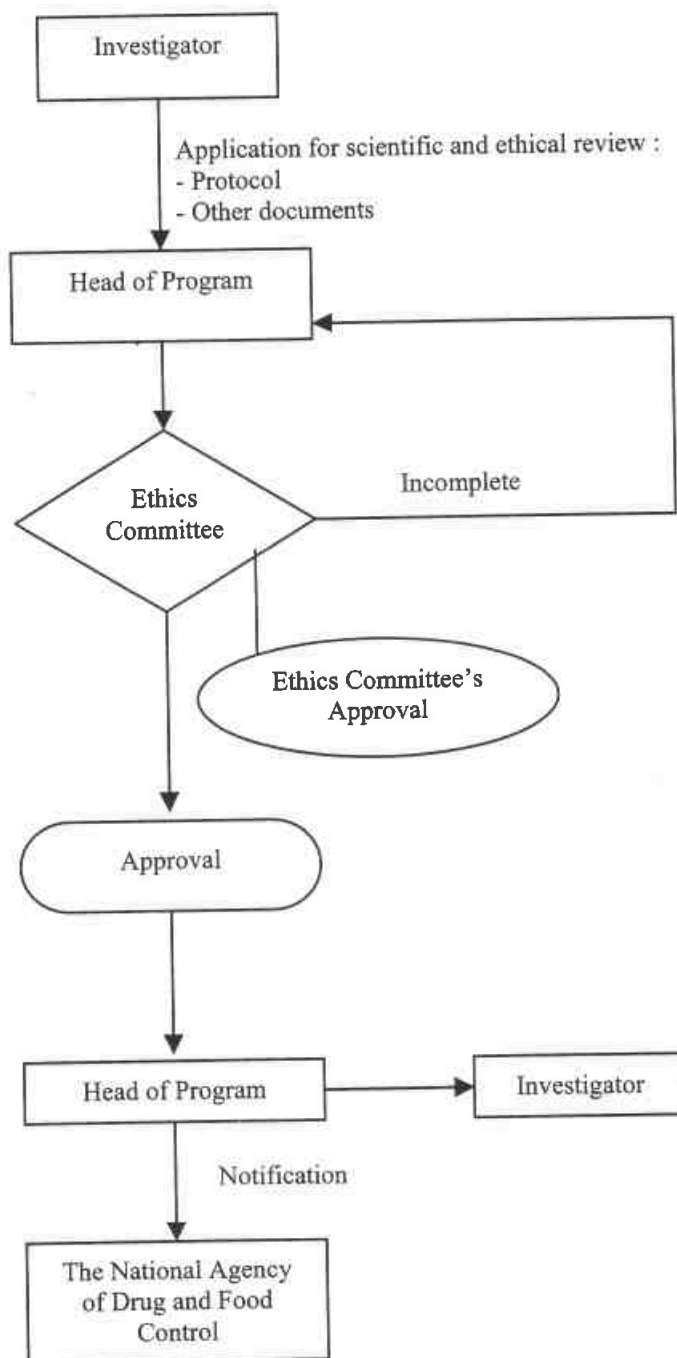 Investigator
Application for scientific and ethical review :
- Protocol
- Other documents
Head of Program
Incomplete
Ethics
Committee
Ethics Committee's
Approval
Approval
Head of Program
Investigator
Notification
The National Agency
of Drug and Food
Control